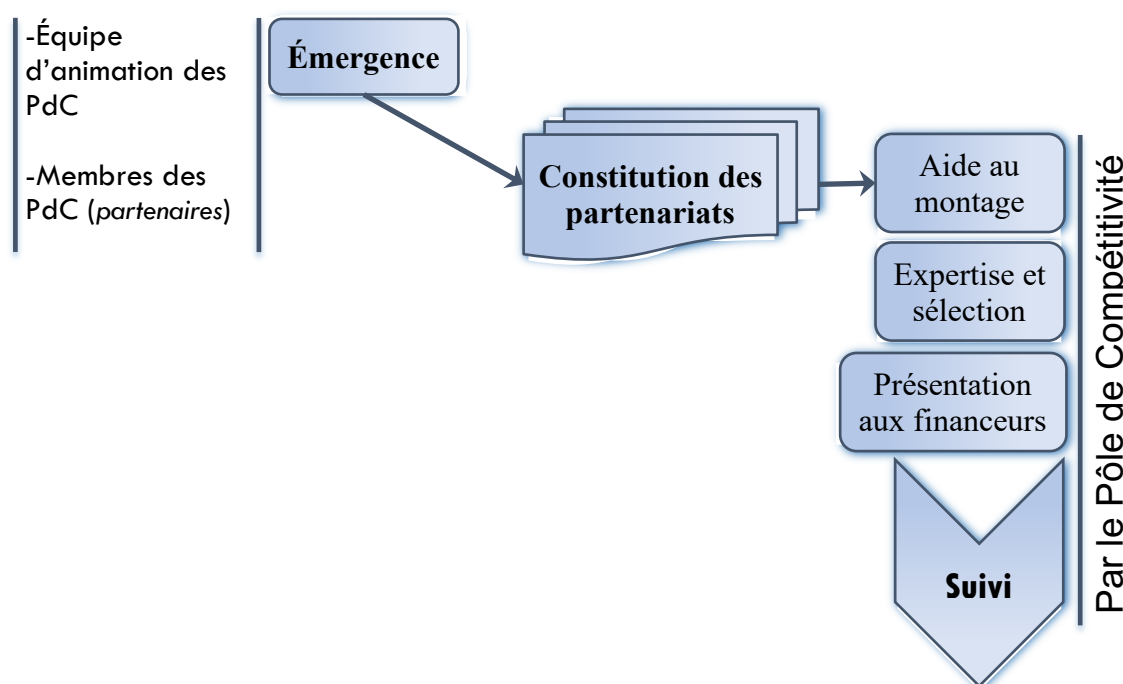 -Équipe
d'animation des
PdC
-Membres des
PdC (partenaires)
Émergence
Constitution des
partenariats
Aide au
montage
Expertise et
sélection
Présentation
aux financeurs
Suivi
Par le Pôle de Compétitivité